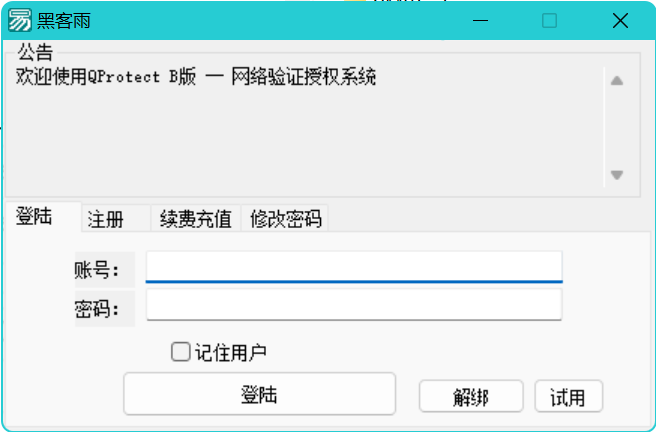 黑客雨
公告
欢迎使用QProtect B版 — 网络验证授权系统
登陆 注册 续费充值 修改密码
账号：
密码：
记住用户
登陆 解绑 试用